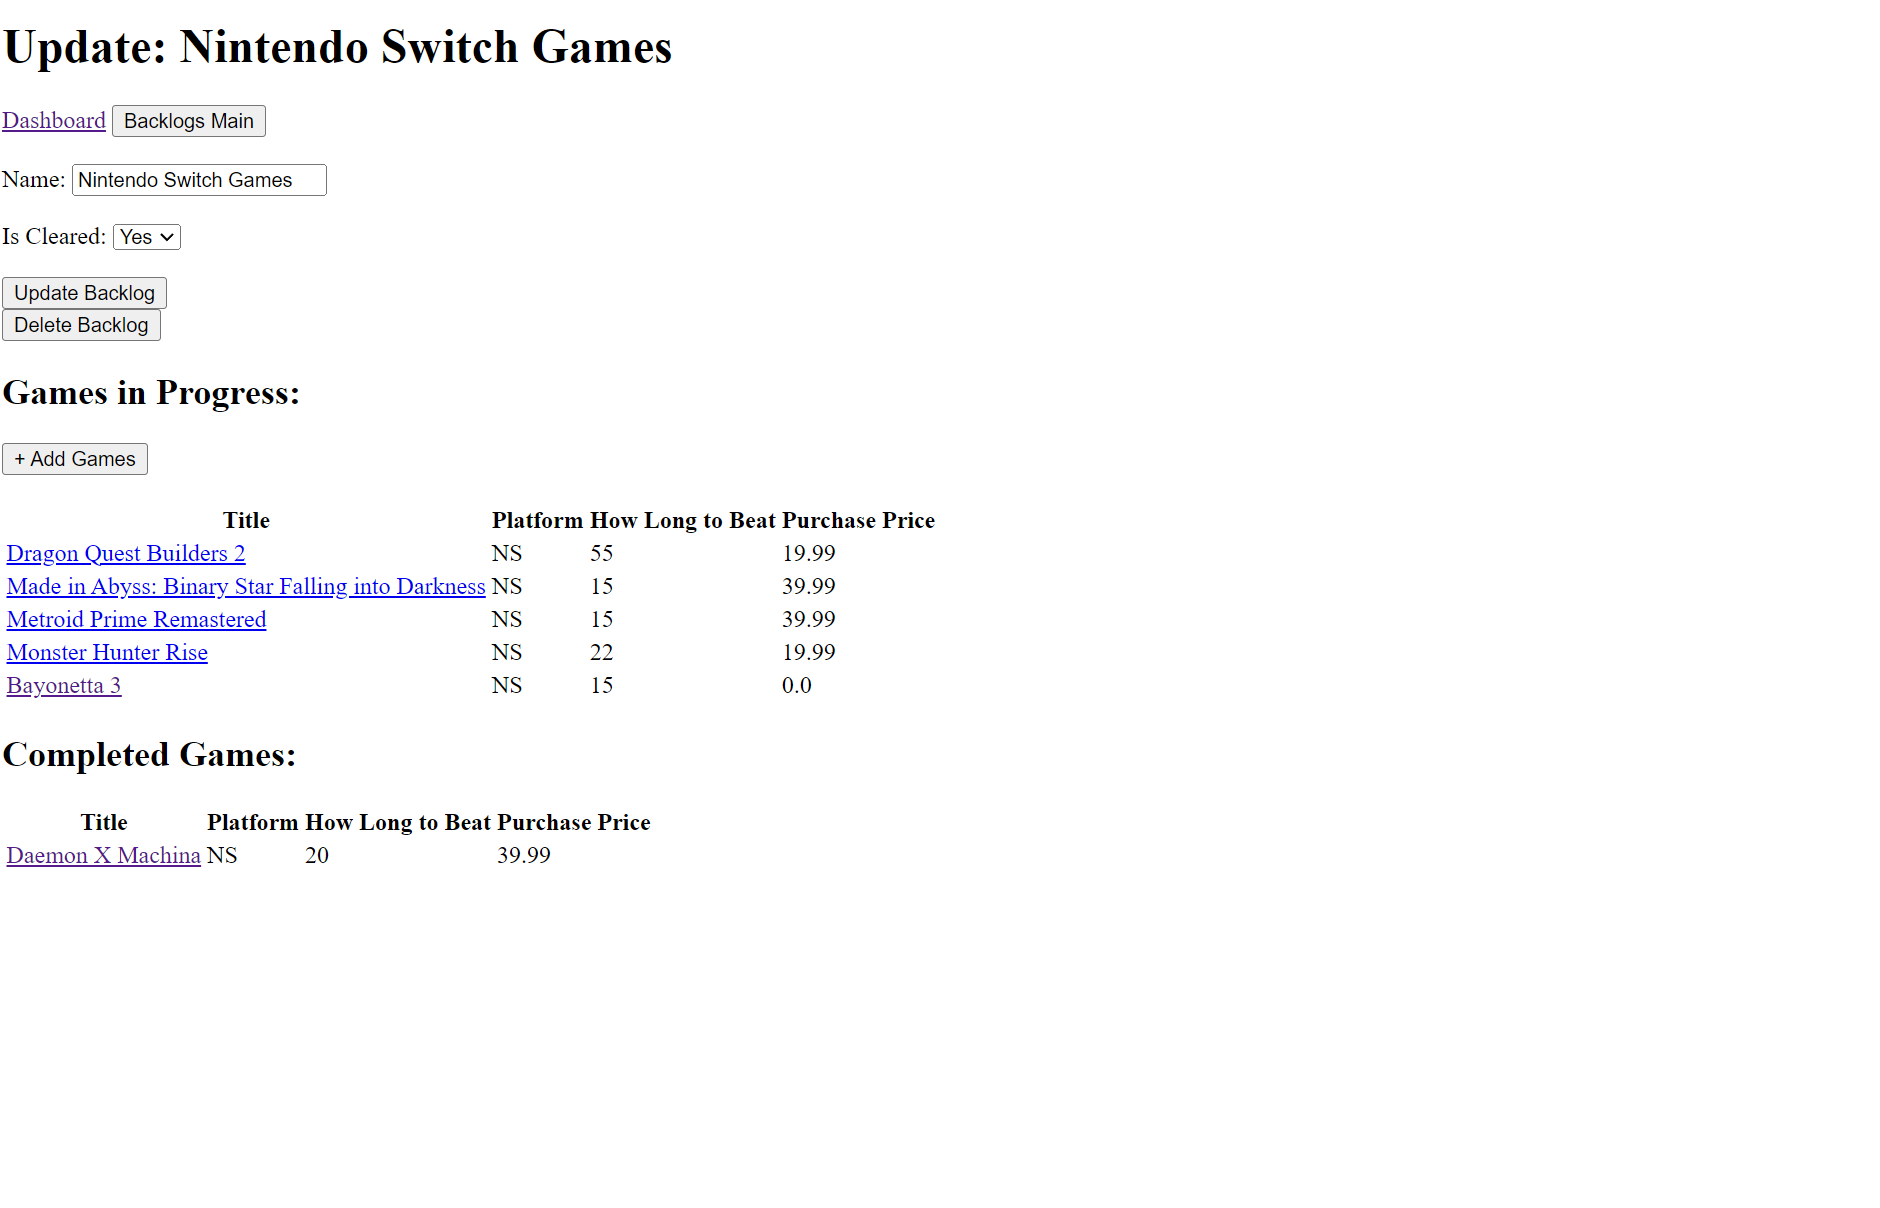 Update: Nintendo Switch Games
Dashboard Backlogs Main
Name: Nintendo Switch Games
Is Cleared: Yes
Update Backlog
Delete Backlog
Games in Progress:
+ Add Games
Title Platform How Long to Beat Purchase Price
Dragon Quest Builders 2 NS 55 19.99
Made in Abyss: Binary Star Falling into Darkness NS 15 39.99
Metroid Prime Remastered NS 15 39.99
Monster Hunter Rise NS 22 19.99
Bayonetta 3 NS 15 0.0
Completed Games:
Title Platform How Long to Beat Purchase Price
Daemon X Machina NS 20 39.99